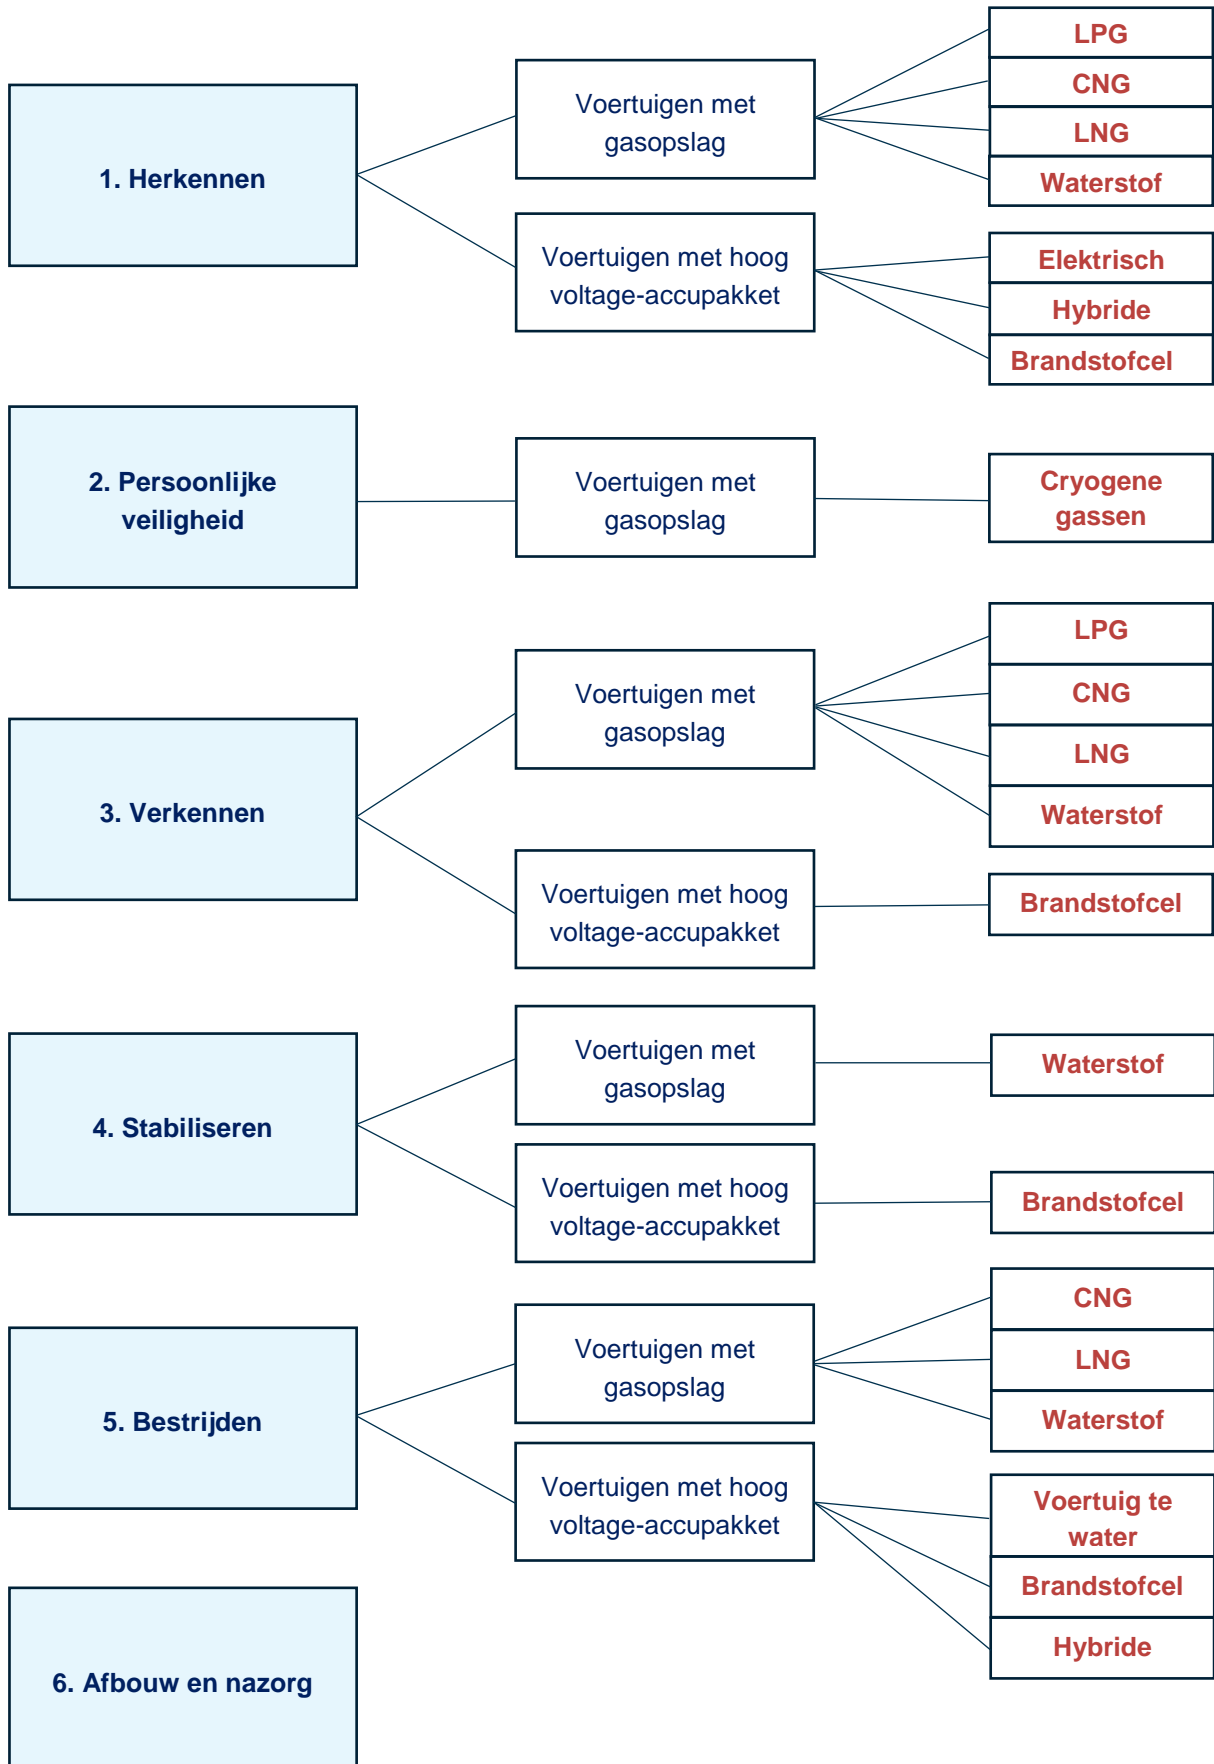 1. Herkennen
Voertuigen met
gasopslag
LPG
CNG
LNG
Waterstof
Voertuigen met hoog
voltage-accupakket
Elektrisch
Hybride
Brandstofcel
2. Persoonlijke
veiligheid
Voertuigen met
gasopslag
Cryogene
gassen
3. Verkennen
Voertuigen met
gasopslag
LPG
CNG
LNG
Waterstof
Voertuigen met hoog
voltage-accupakket
Brandstofcel
4. Stabiliseren
Voertuigen met
gasopslag
Waterstof
Voertuigen met hoog
voltage-accupakket
Brandstofcel
5. Bestrijden
Voertuigen met
gasopslag
CNG
LNG
Waterstof
Voertuigen met hoog
voltage-accupakket
Voertuig te
water
Brandstofcel
Hybride
6. Afbouw en nazorg